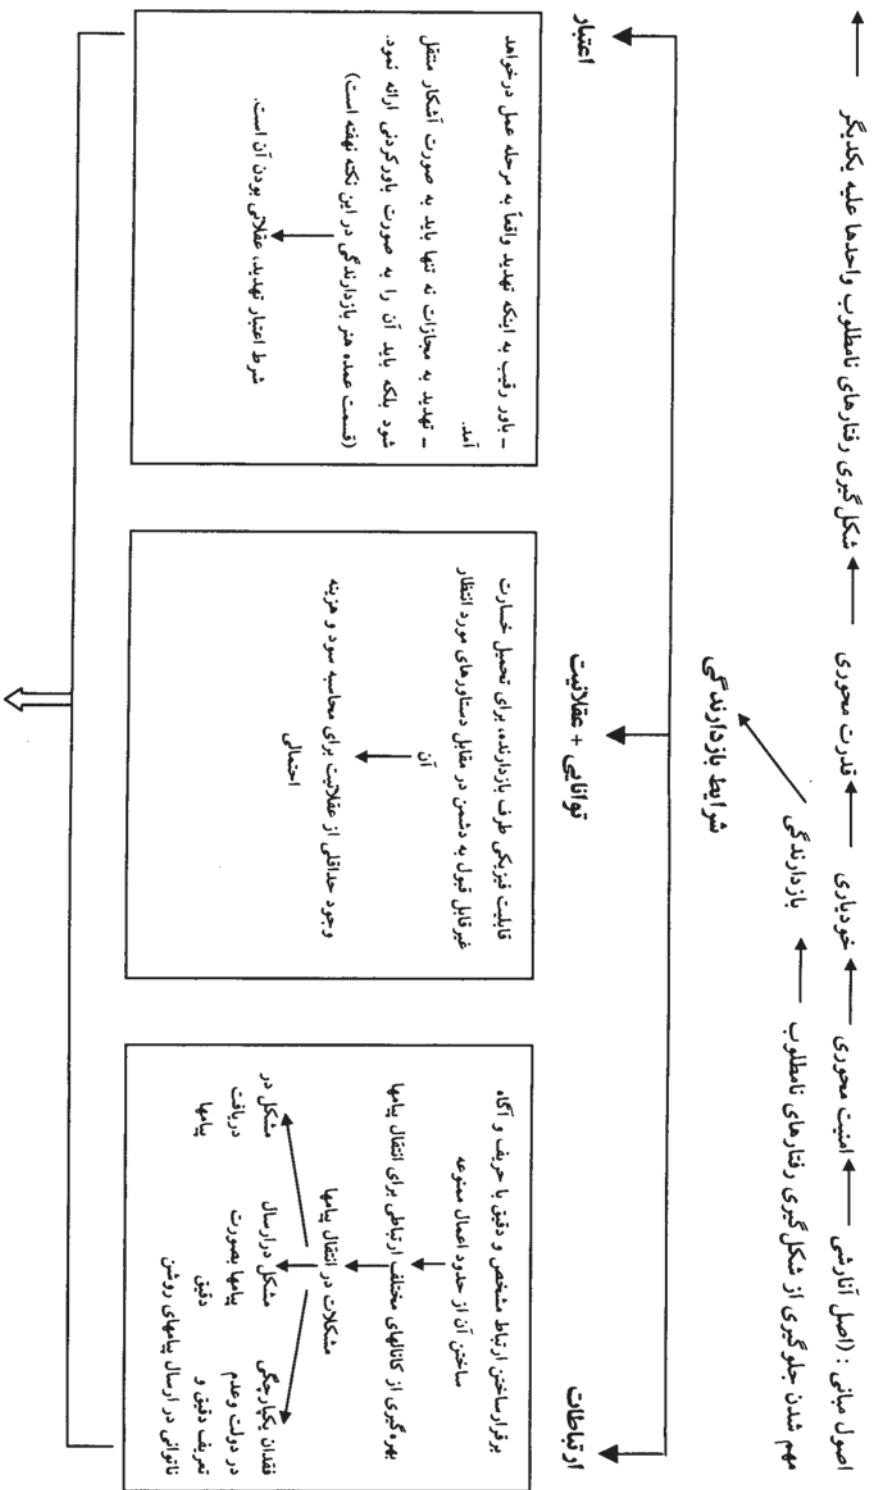 اصول مبانی : (اصل آنارشی امنیت محوری خودیاری قدرت محوری شکل گیری رفتارهای نامطلوب واحدها علیه یکدیگر
مهم شدن جلوگیری از شکل گیری رفتارهای نامطلوب بازدارندگی
شرایط بازدارندگی
ارتباطات
برقرارساختن ارتباط مشخص و دقیق با حریف و آگاه
ساختن آن از حدود اعمال ممنوعه
بهره گیری از کانالهای مختلف ارتباطی برای انتقال پیامها
مشکلات در انتقال پیامها
فقدان یکپارچگی
در دولت وعدم
تعریف دقیق و
ناتوانی در ارسال پیامهای روشن
مشکل درارسال
پیامها بصورت
دقیق
مشکل در
دریافت
پیامها
توانایی + عقلانیت
قابلیت فیزیکی طرف بازدارنده، برای تحمیل خسارت
غیرقابل قبول به دشمن در مقابل دستاورهای مورد انتظار
آن
وجود حداقلی از عقلانیت برای محاسبه سود و هزینه
احتمالی
اعتبار
ـ باور رقیب به اینکه تهدید واقعاً به مرحله عمل درخواهد
آمد.
ـ تهدید به مجازات نه تنها باید به صورت آشکار منتقل
شود بلکه باید آن را به صورت باورکردنی ارائه نمود.
(قسمت عمده هنر بازدارندگی در این نکته نهفته است)
شرط اعتبار تهدید، عقلانی بودن آن است.